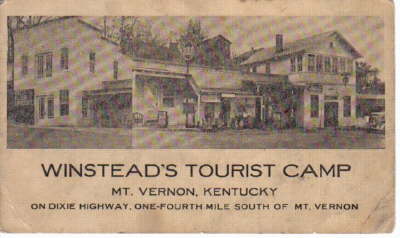 WINSTEAD'S TOURIST CAMP
MT. VERNON, KENTUCKY
ON DIXIE HIGHWAY, ONE-FOURTH MILE SOUTH OF MT. VERNON